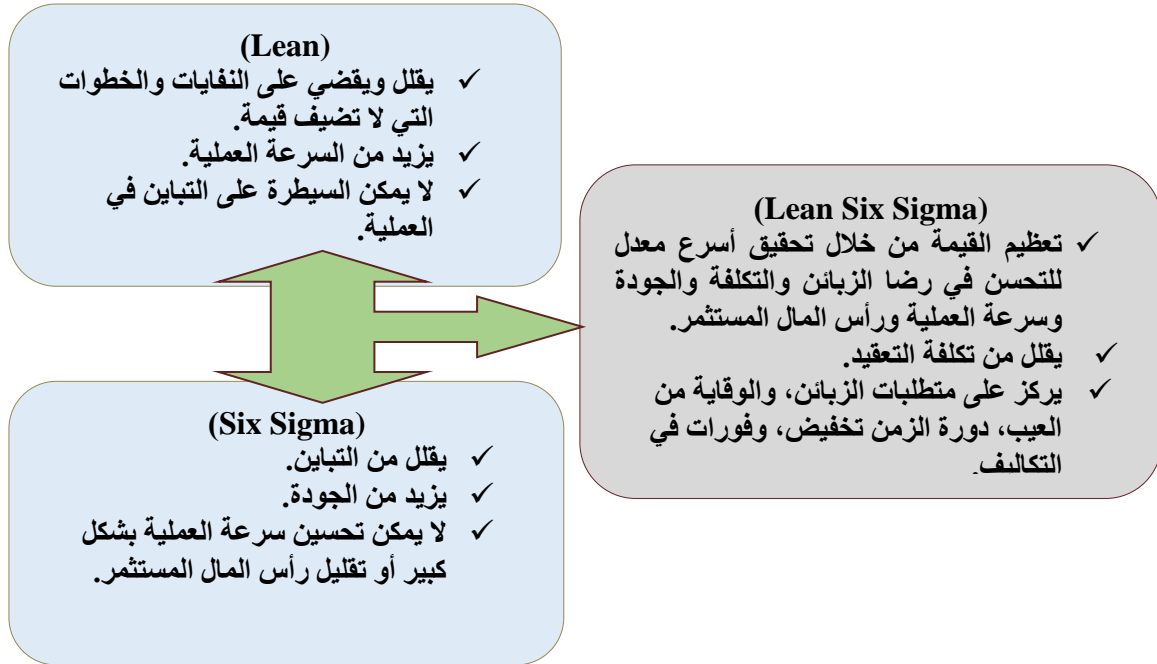 (Lean)
✓ يقلل ويقضي على النفايات والخطوات
التي لا تضيف قيمة.
✓ يزيد من السرعة العملية.
✓ لا يمكن السيطرة على التباين في
العملية.
(Lean Six Sigma)
✓ تعظيم القيمة من خلال تحقيق أسرع معدل
للتحسن في رضا الزبائن والتكلفة والجودة
وسرعة العملية ورأس المال المستثمر.
✓ يقلل من تكلفة التعقيد.
✓ يركز على متطلبات الزبائن، والوقاية من
العيب، دورة الزمن تخفيض، وفورات في
التكاليف.
(Six Sigma)
✓ يقلل من التباين.
✓ يزيد من الجودة.
✓ لا يمكن تحسين سرعة العملية بشكل
كبير أو تقليل رأس المال المستثمر.